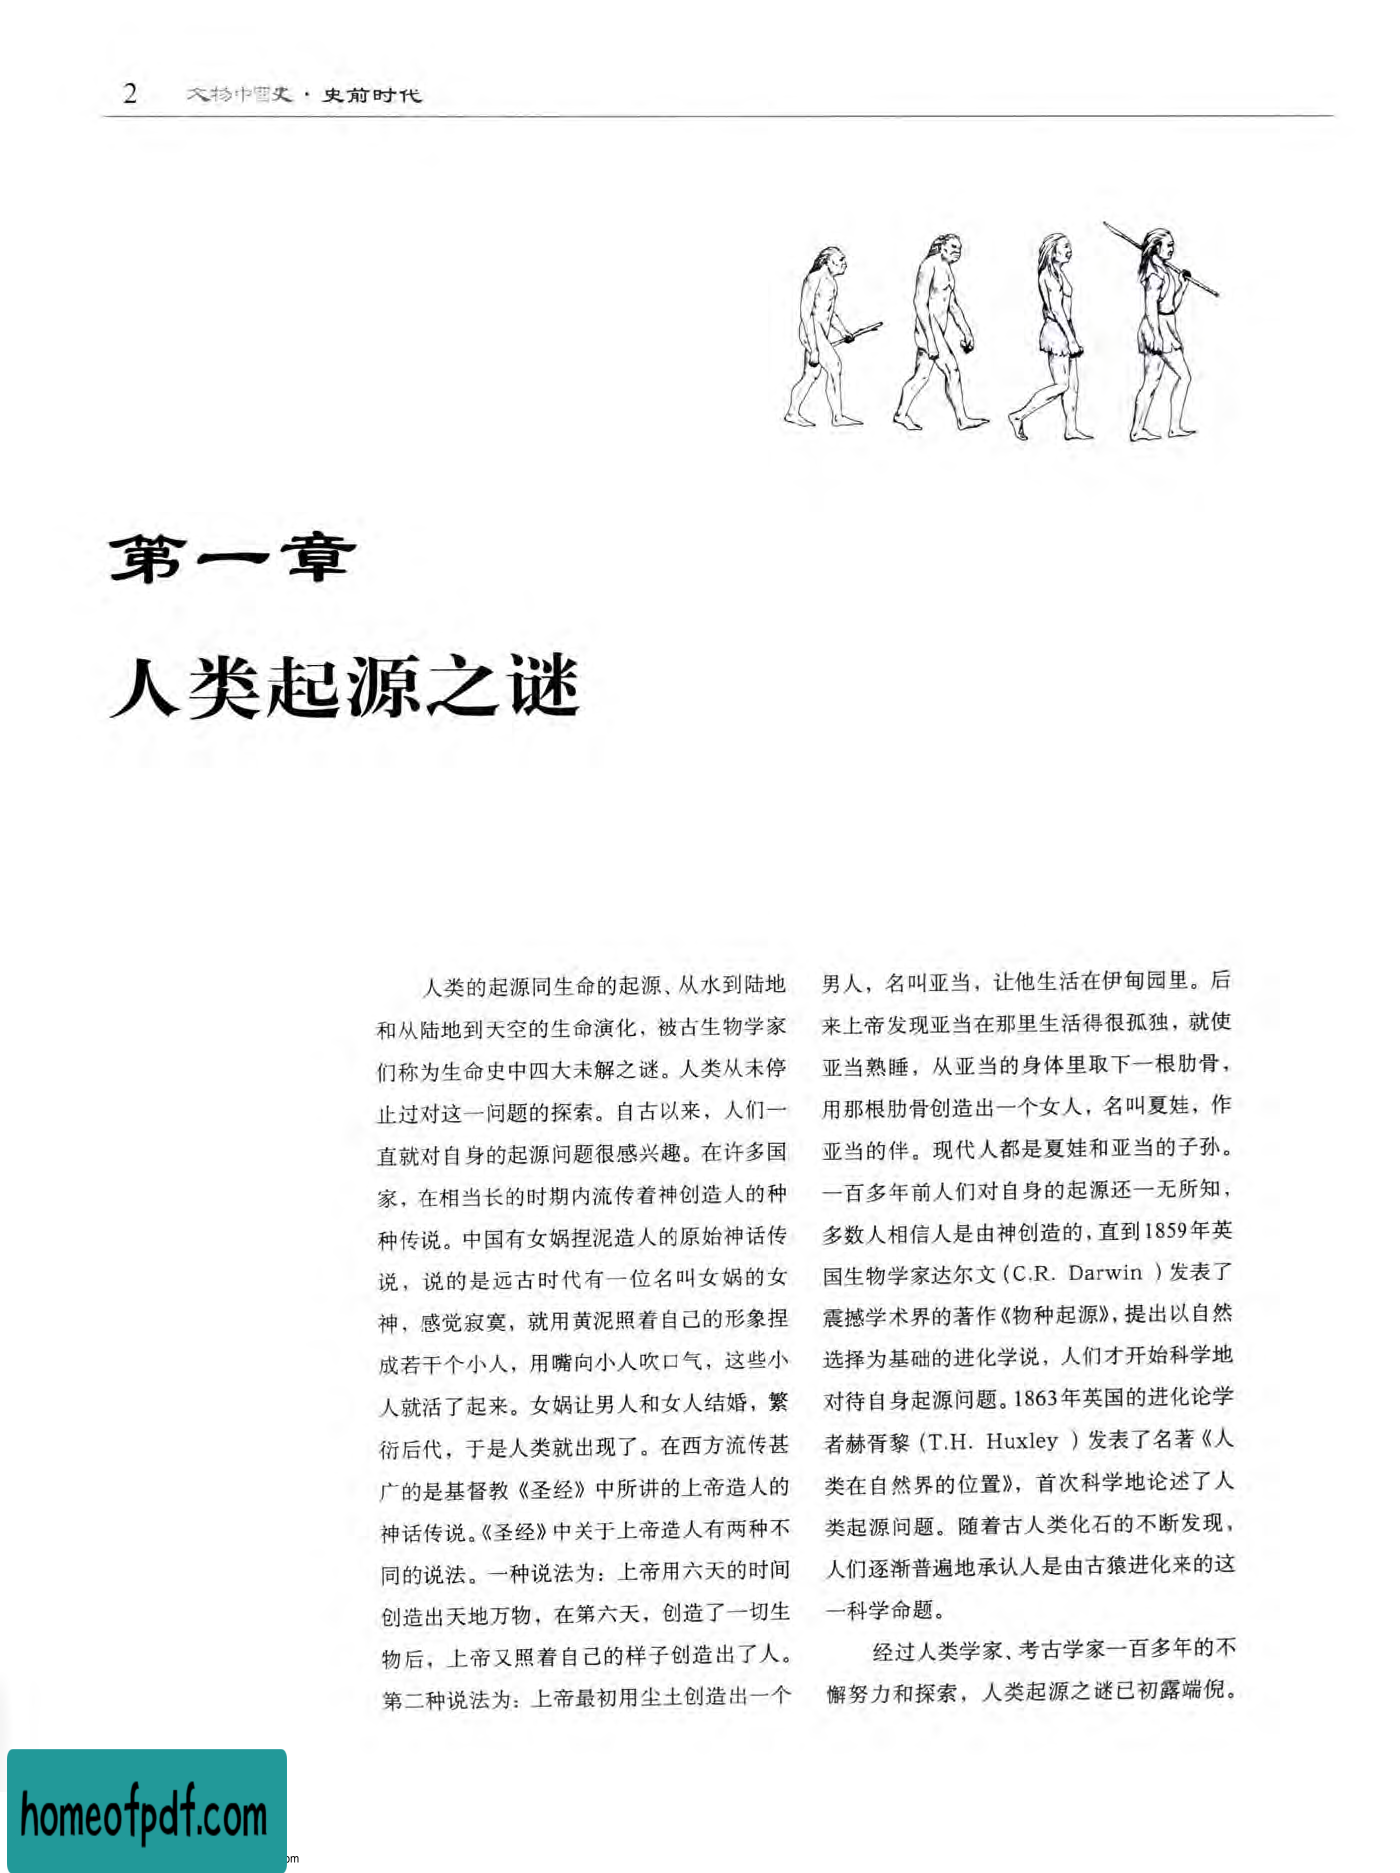 2 文物中国史·史前时代
第一章
人类起源之谜
人类的起源同生命的起源、从水到陆地
和从陆地到天空的生命演化，被古生物学家
们称为生命史中四大未解之谜。人类从未停
止过对这一问题的探索。自古以来，人们一
直就对自身的起源问题很感兴趣。在许多国
家，在相当长的时期内流传着神创造人的种
种传说。中国有女娲捏泥造人的原始神话传
说，说的是远古时代有一位名叫女娲的女
神，感觉寂寞，就用黄泥照着自己的形象捏
成若干个小人，用嘴向小人吹口气，这些小
人就活了起来。女娲让男人和女人结婚，繁
衍后代，于是人类就出现了。在西方流传甚
广的是基督教《圣经》中所讲的上帝造人的
神话传说。《圣经》中关于上帝造人有两种不
同的说法。一种说法为：上帝用六天的时间
创造出天地万物，在第六天，创造了一切生
物后，上帝又照着自己的样子创造出了人。
第二种说法为：上帝最初用尘土创造出一个
男人，名叫亚当，让他生活在伊甸园里。后
来上帝发现亚当在那里生活得很孤独，就使
亚当熟睡，从亚当的身体里取下一根肋骨，
用那根肋骨创造出一个女人，名叫夏娃，作
亚当的伴。现代人都是夏娃和亚当的子孙。
一百多年前人们对自身的起源还一无所知，
多数人相信人是由神创造的，直到1859年英
国生物学家达尔文（C.R. Darwin ）发表了
震撼学术界的著作《物种起源》，提出以自然
选择为基础的进化学说，人们才开始科学地
对待自身起源问题。1863年英国的进化论学
者赫胥黎（T.H. Huxley ）发表了名著《人
类在自然界的位置》，首次科学地论述了人
类起源问题。随着古人类化石的不断发现，
人们逐渐普遍地承认人是由古猿进化来的这
一科学命题。
经过人类学家、考古学家一百多年的不
懈努力和探索，人类起源之谜已初露端倪。
homeofpdf.com
om